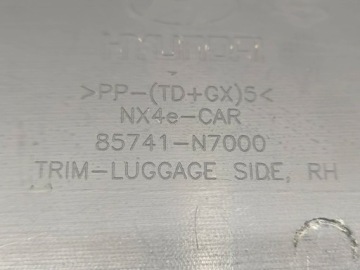 HYUNDAI
>PP-(TD+GX)5<
NX4e-CAR
85741-N7000
TRIM-LUGGAGE SIDE, RH